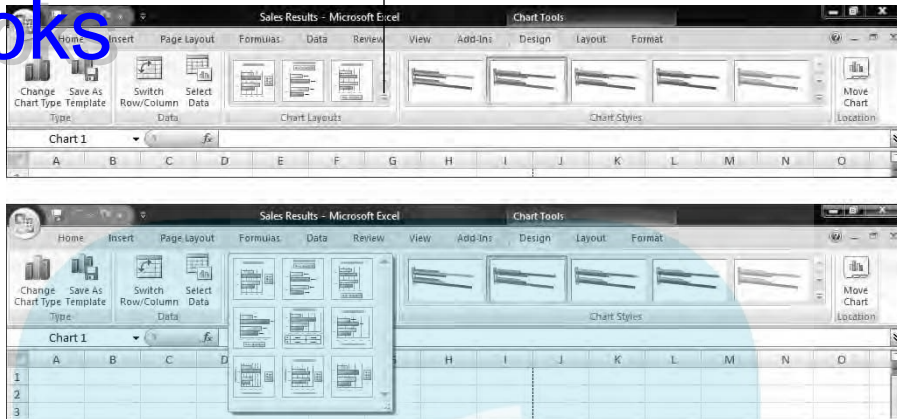 oks
Sales Results - Microsoft Excel Chart Tools
Home Insert Page Layout Formulas Data Review View Add-Ins Design Layout Format
Change Chart Type Save As Template Switch Row/Column Select Data Move Chart
Type Data Chart Layouts Chart Styles Location
Chart 1 fx
A B C D E F G H I J K L M N O
Sales Results - Microsoft Excel Chart Tools
Home Insert Page Layout Formulas Data Review View Add-Ins Design Layout Format
Change Chart Type Save As Template Switch Row/Column Select Data Move Chart
Type Data Chart Styles Location
Chart 1 fx
A B C D H I J K L M N O
1
2
3